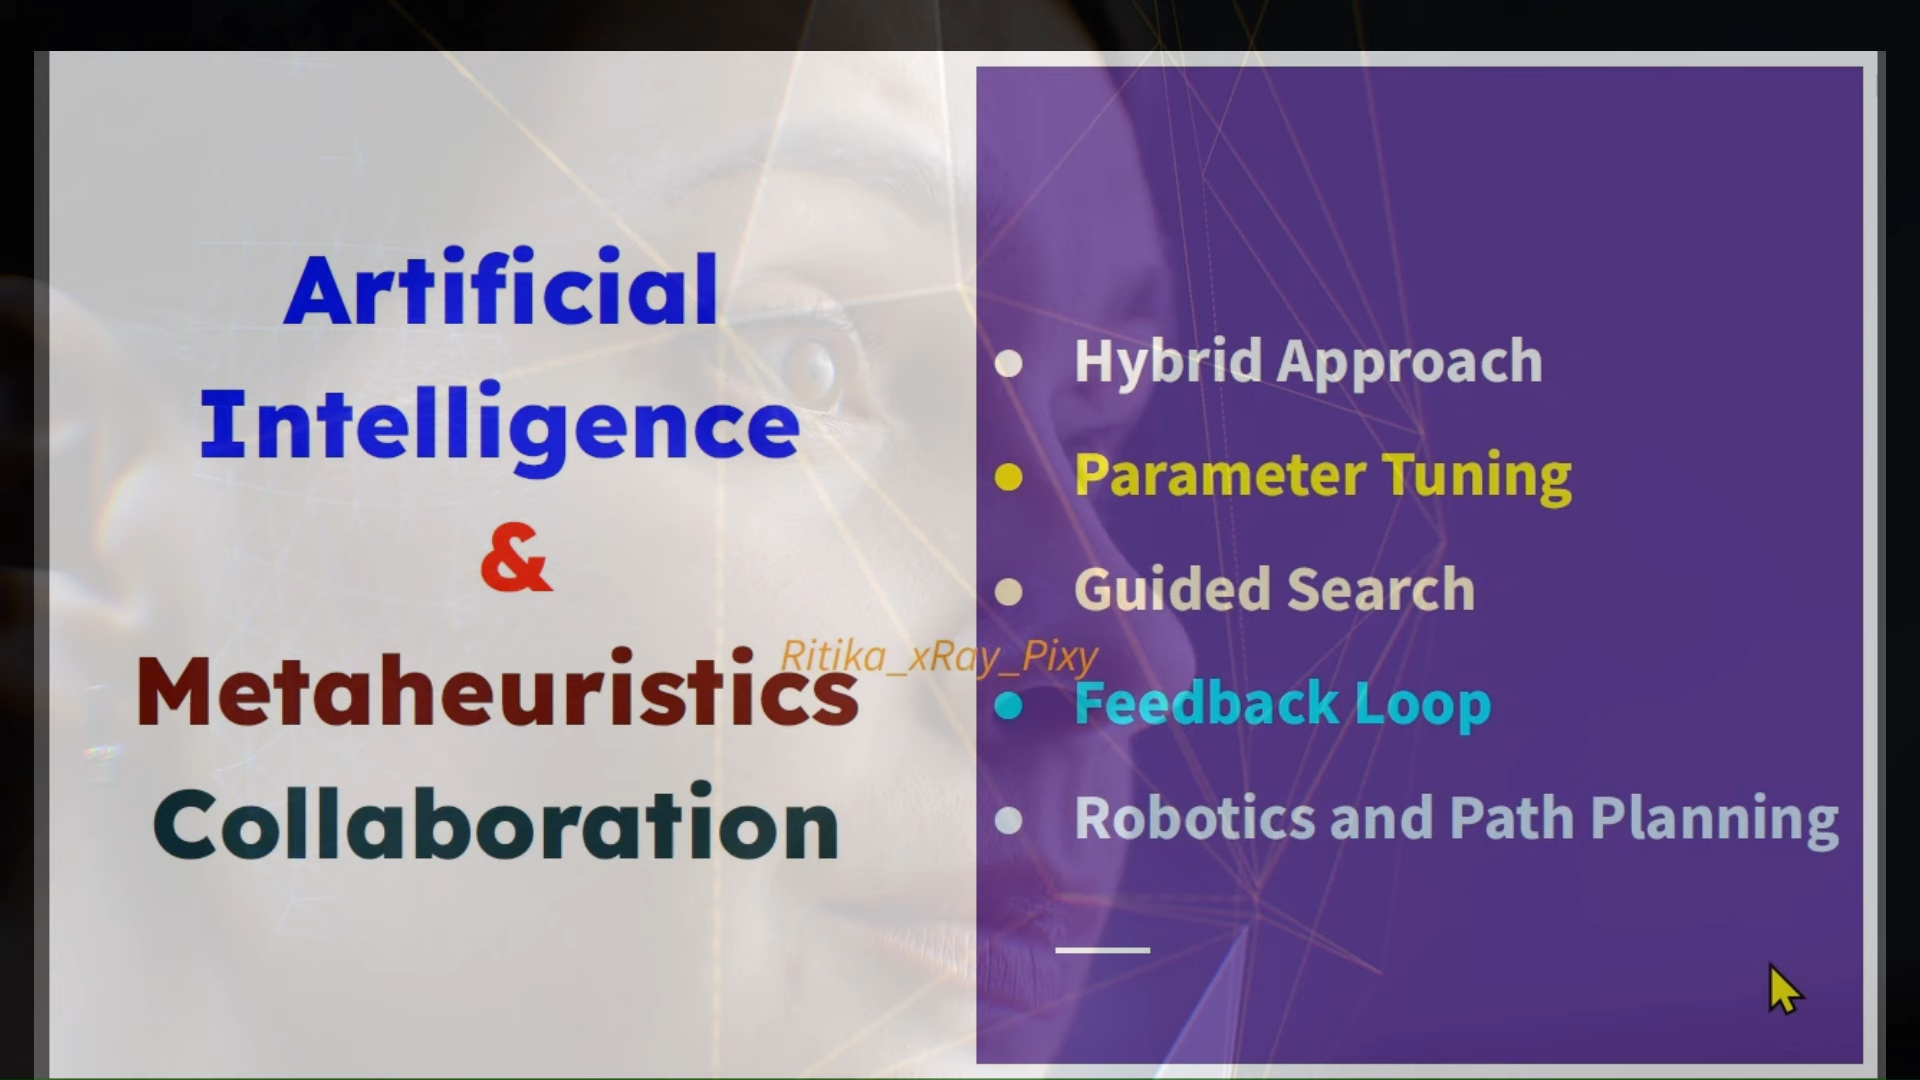 Artificial
Intelligence
&
Metaheuristics
Collaboration
Ritika_xRay_Pixy
Hybrid Approach
Parameter Tuning
Guided Search
Feedback Loop
Robotics and Path Planning